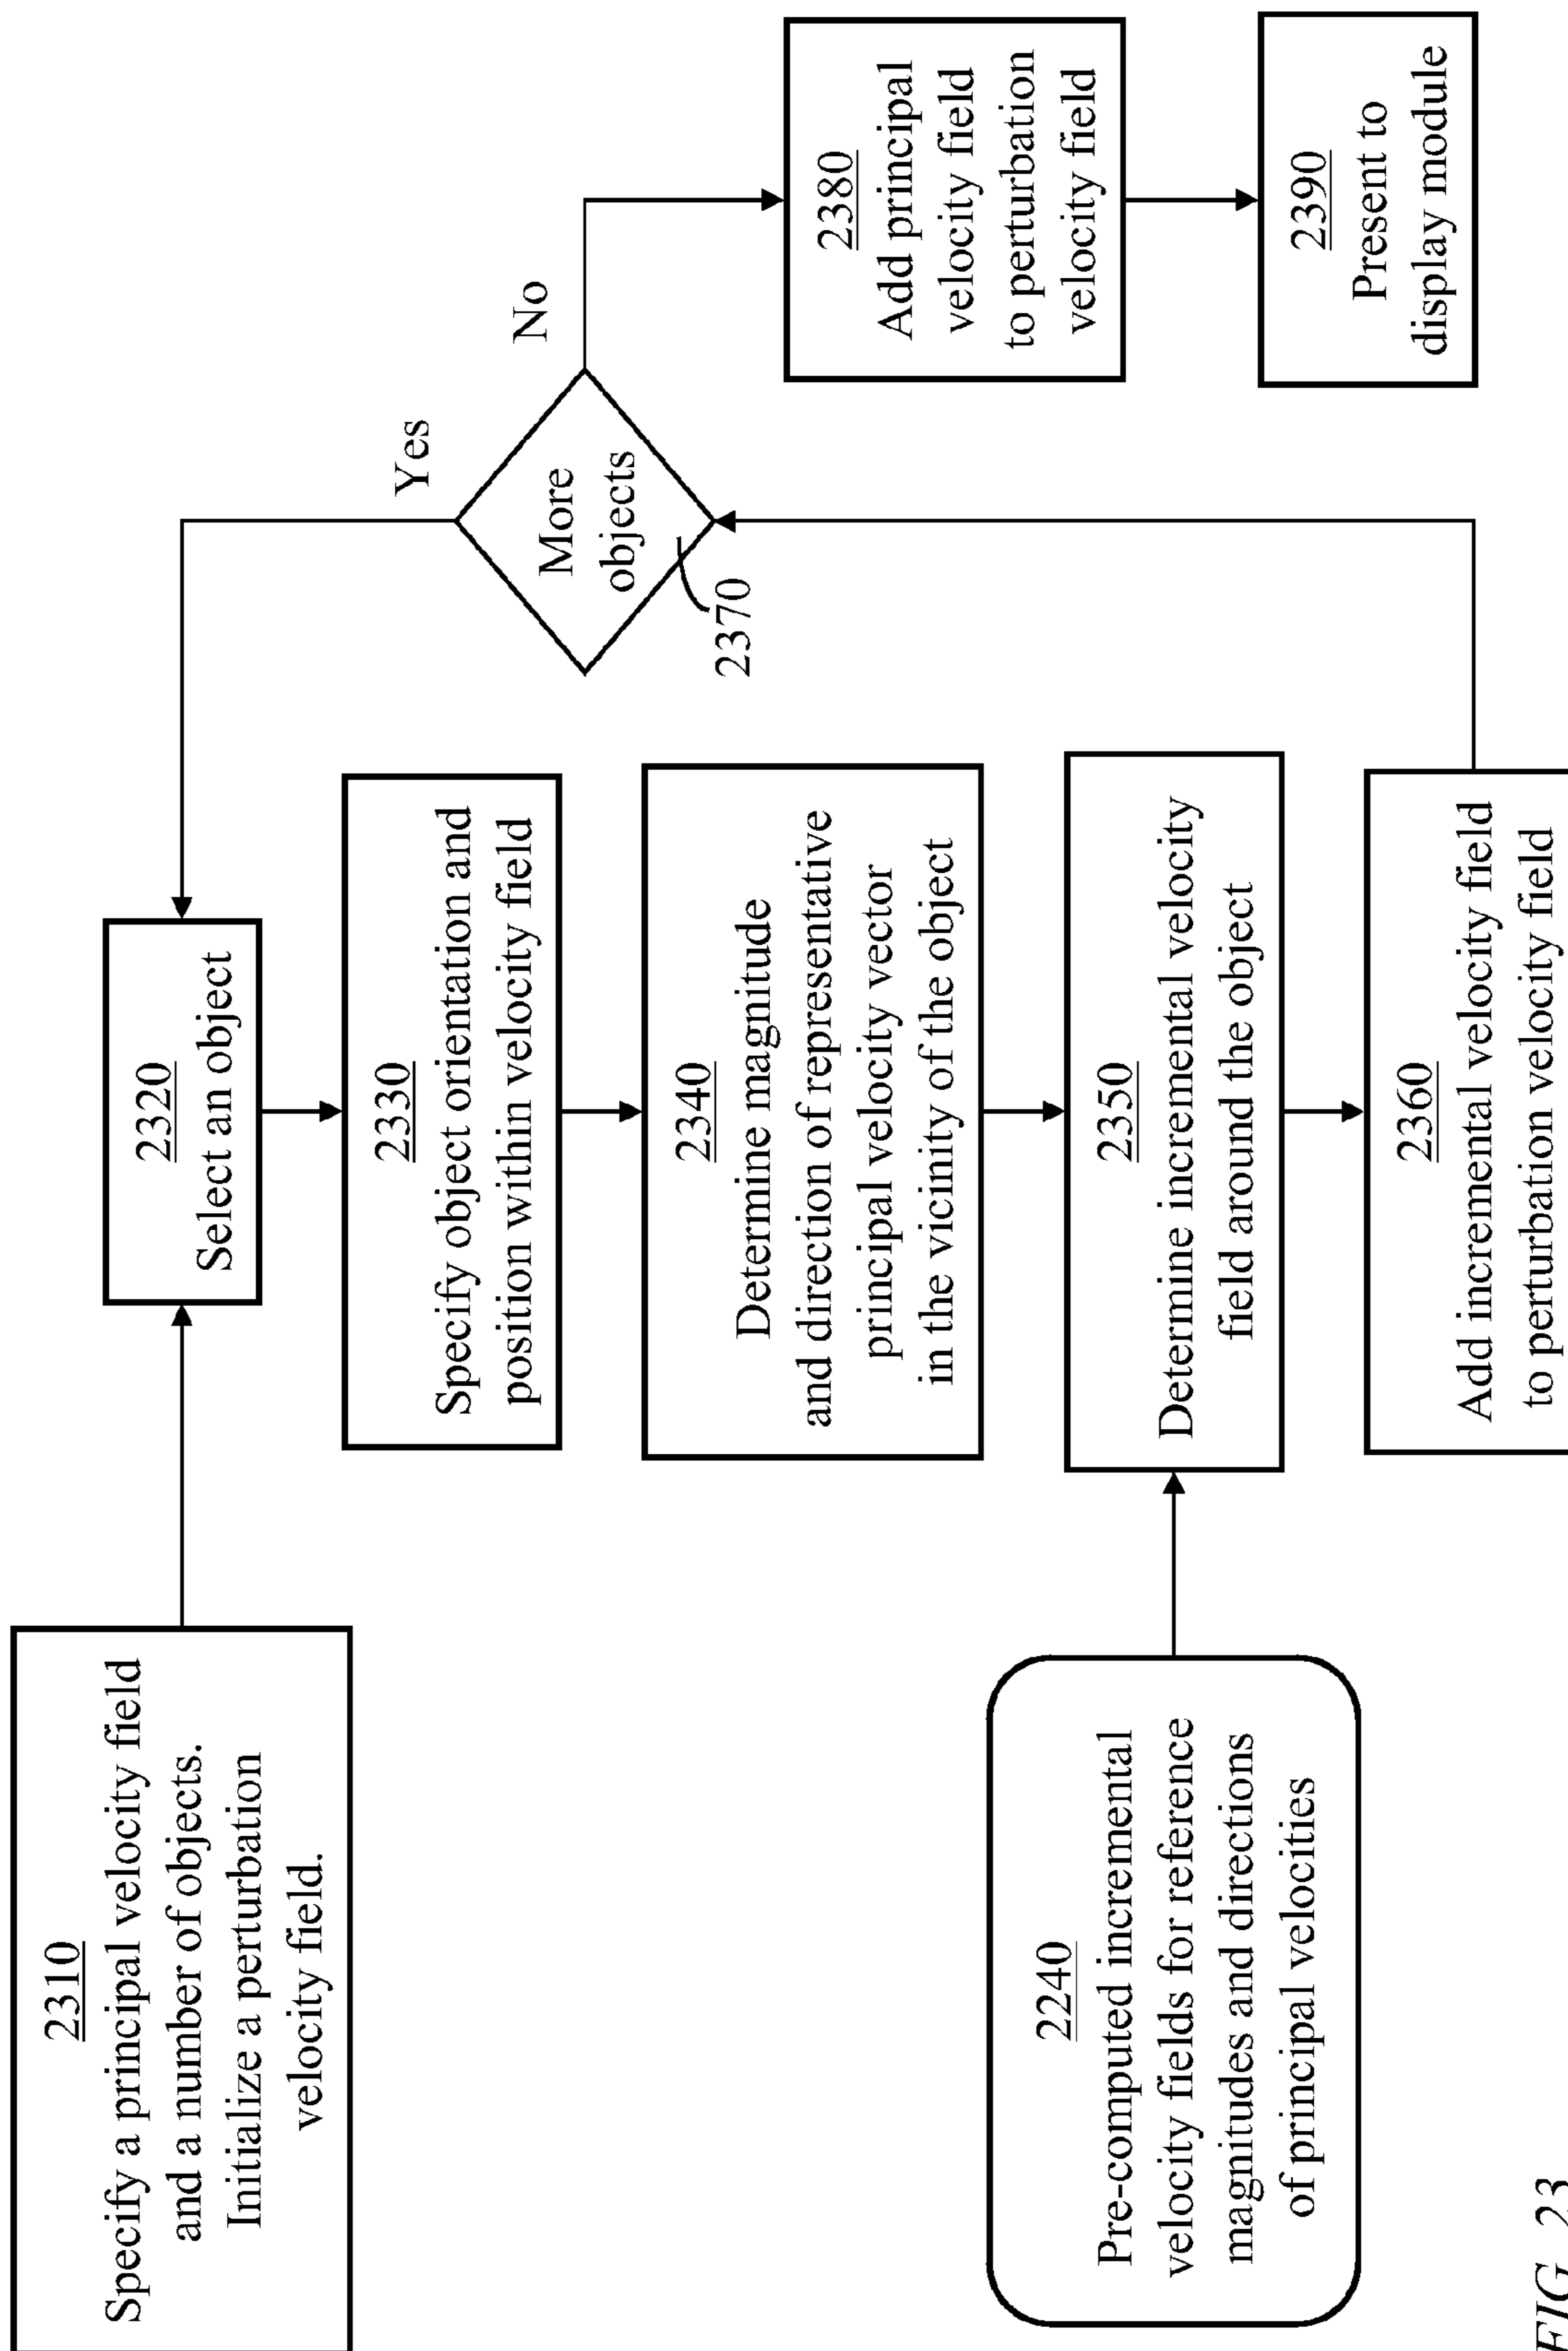 2310
Specify a principal velocity field
and a number of objects.
Initialize a perturbation
velocity field.
2320
Select an object
2330
Specify object orientation and
position within velocity field
2340
Determine magnitude
and direction of representative
principal velocity vector
in the vicinity of the object
2240
Pre-computed incremental
velocity fields for reference
magnitudes and directions
of principal velocities
2350
Determine incremental velocity
field around the object
2360
Add incremental velocity field
to perturbation velocity field
Yes
More
objects
2370
No
2380
Add principal
velocity field
to perturbation
velocity field
2390
Present to
display module
FIG. 23